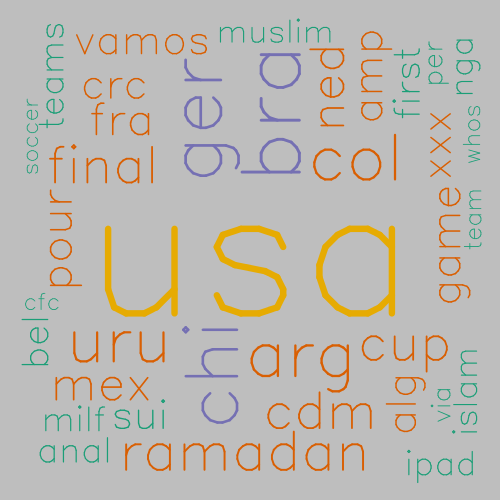 teams
vamos
muslim
soccer
crc
fra
ger
bra
ned
amp
first
per
nga
final
col
xxx
whos
pour
usa
game
team
cfc
bel
uru
chi
arg
cup
mex
cdm
alg
via
islam
milf
sui
anal
ramadan
ipad